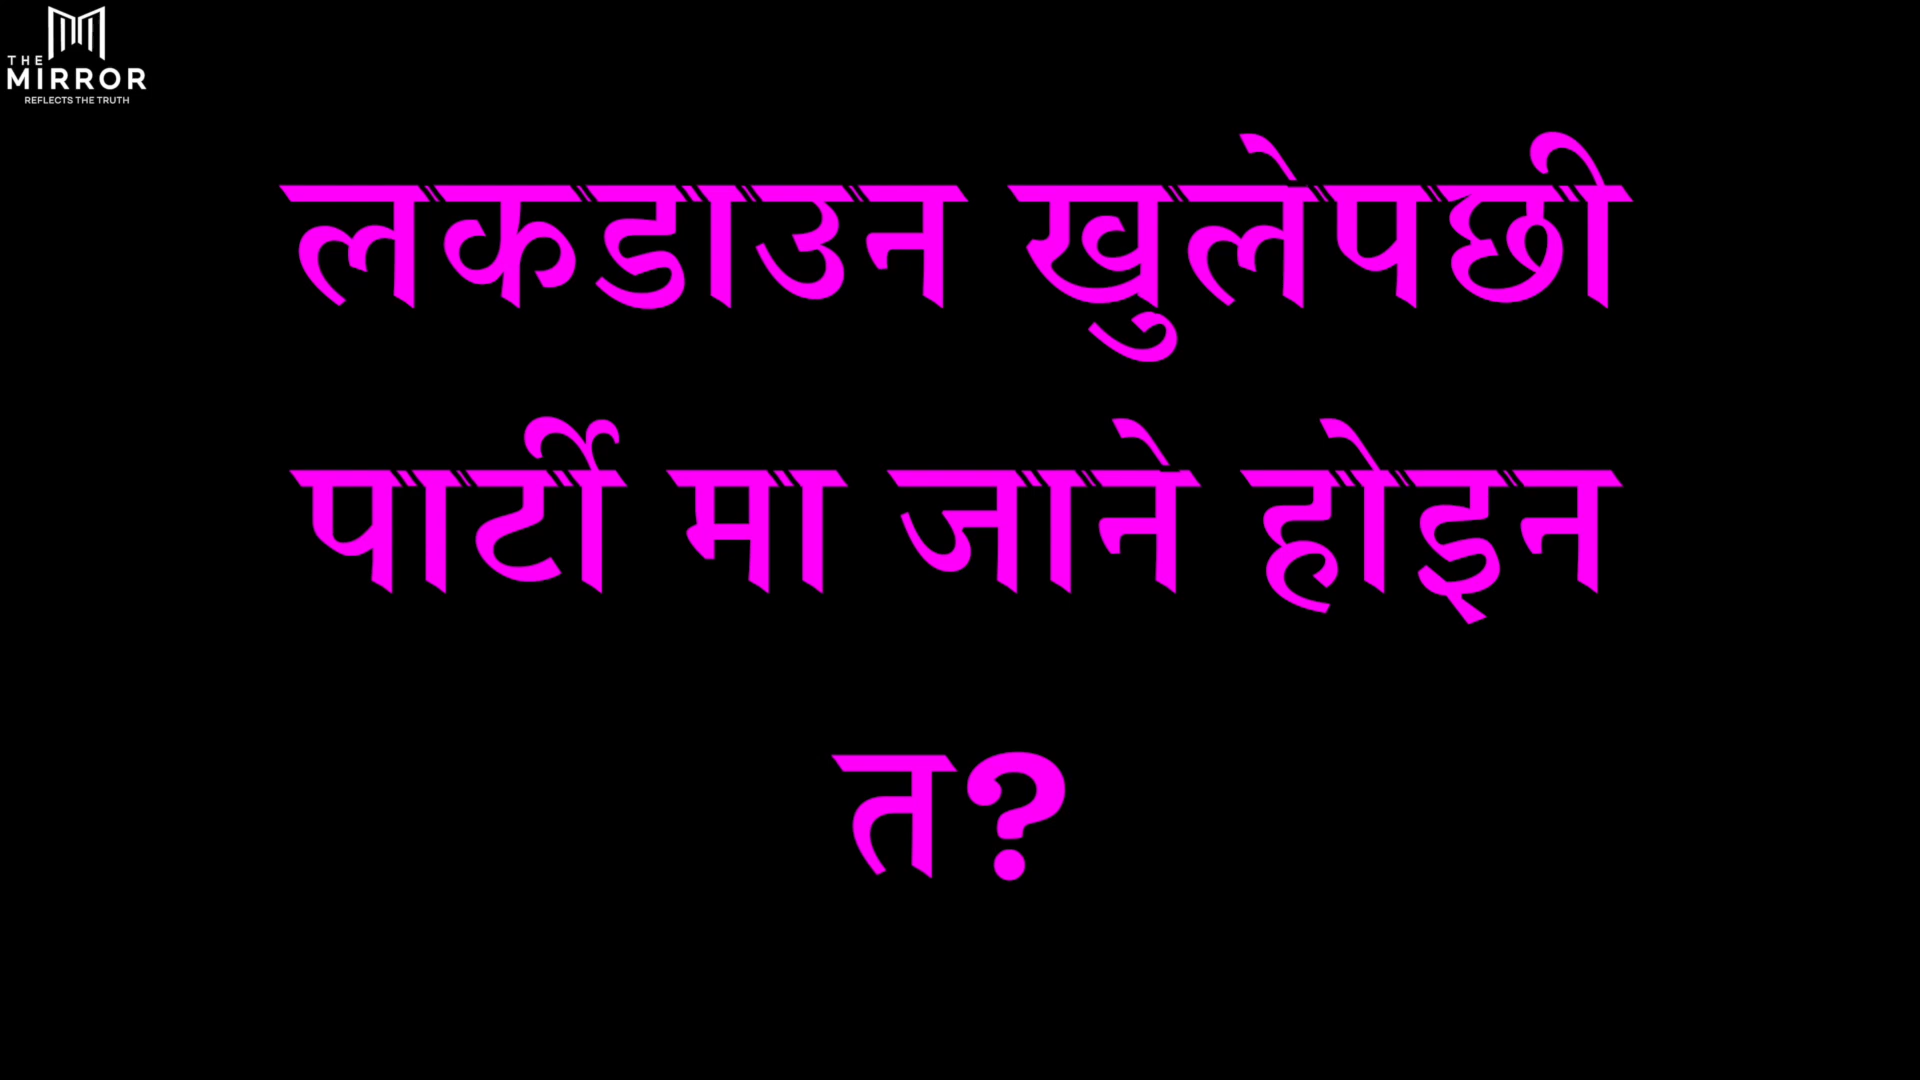 THE
MIRROR
REFLECTS THE TRUTH
लकडाउन खुलेपछी
पार्टी मा जाने होइन
त?